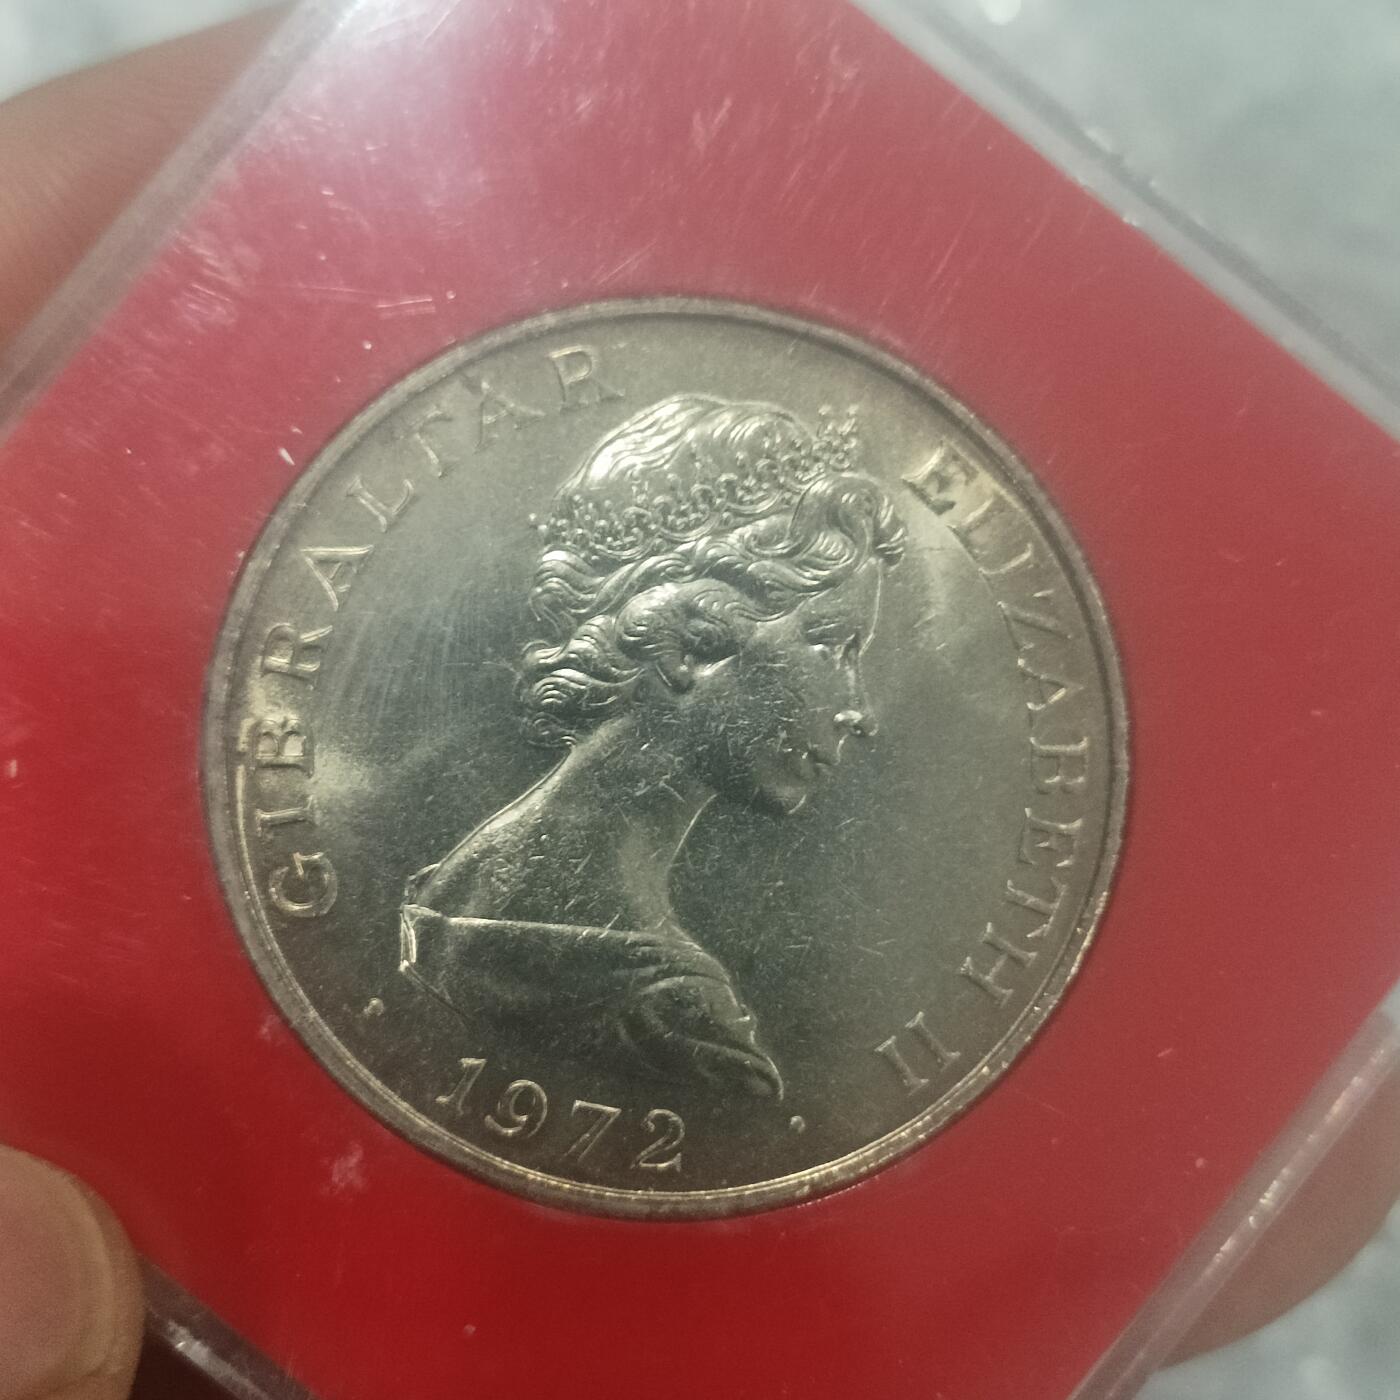 GIBRALTAR
ELIZABETH II
· 1972 ·